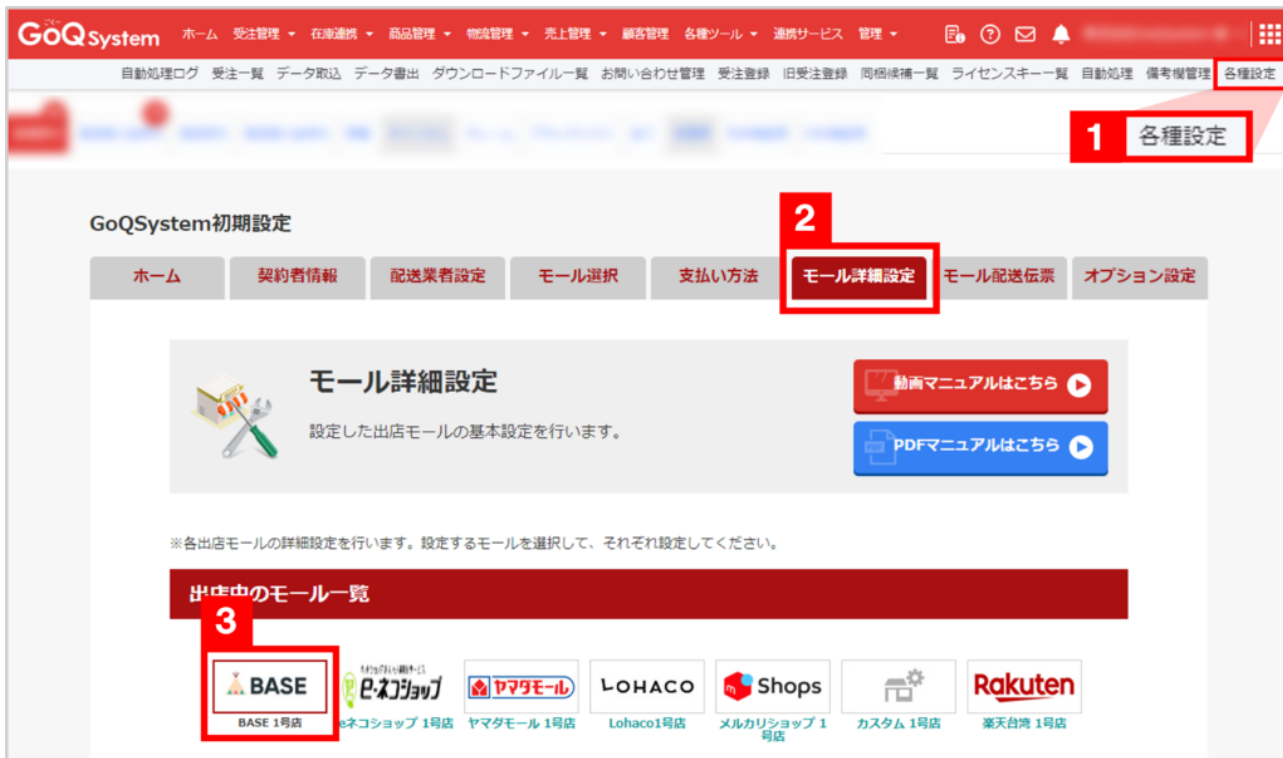 ごくー
GoQSystem ホーム 受注管理 在庫連携 商品管理 物流管理 売上管理 顧客管理 各種ツール 連携サービス 管理
自動処理ログ 受注一覧 データ取込 データ書出 ダウンロードファイル一覧 お問い合わせ管理 受注登録 旧受注登録 同梱候補一覧 ライセンスキー一覧 自動処理 備考欄管理 各種設定
1 各種設定
GoQSystem初期設定
2
ホーム 契約者情報 配送業者設定 モール選択 支払い方法 モール詳細設定 モール配送伝票 オプション設定
モール詳細設定
設定した出店モールの基本設定を行います。
動画マニュアルはこちら
PDF PDFマニュアルはこちら
※各出店モールの詳細設定を行います。設定するモールを選択して、それぞれ設定してください。
出店中のモール一覧
3
BASE e・ネコショップ ヤマダモール LOHACO Shops Rakuten
BASE 1号店 eネコショップ 1号店 ヤマダモール 1号店 Lohaco1号店 メルカリショップ 1号店 カスタム 1号店 楽天台湾 1号店